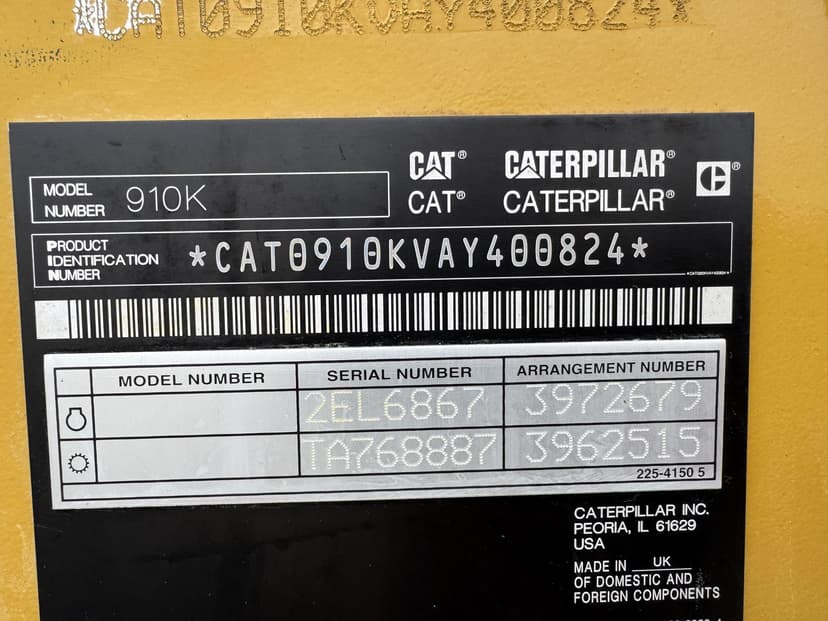 *CAT0910KVAY400824*
CAT® CATERPILLAR®
MODEL NUMBER 910K
CAT® CATERPILLAR®
PRODUCT IDENTIFICATION NUMBER *CAT0910KVAY400824*
*CAT0910KVAY400824*
MODEL NUMBER SERIAL NUMBER ARRANGEMENT NUMBER
2EL6867 3972679
TA768887 3962515
225-4150 5
CATERPILLAR INC.
PEORIA, IL 61629
USA
MADE IN UK
OF DOMESTIC AND
FOREIGN COMPONENTS